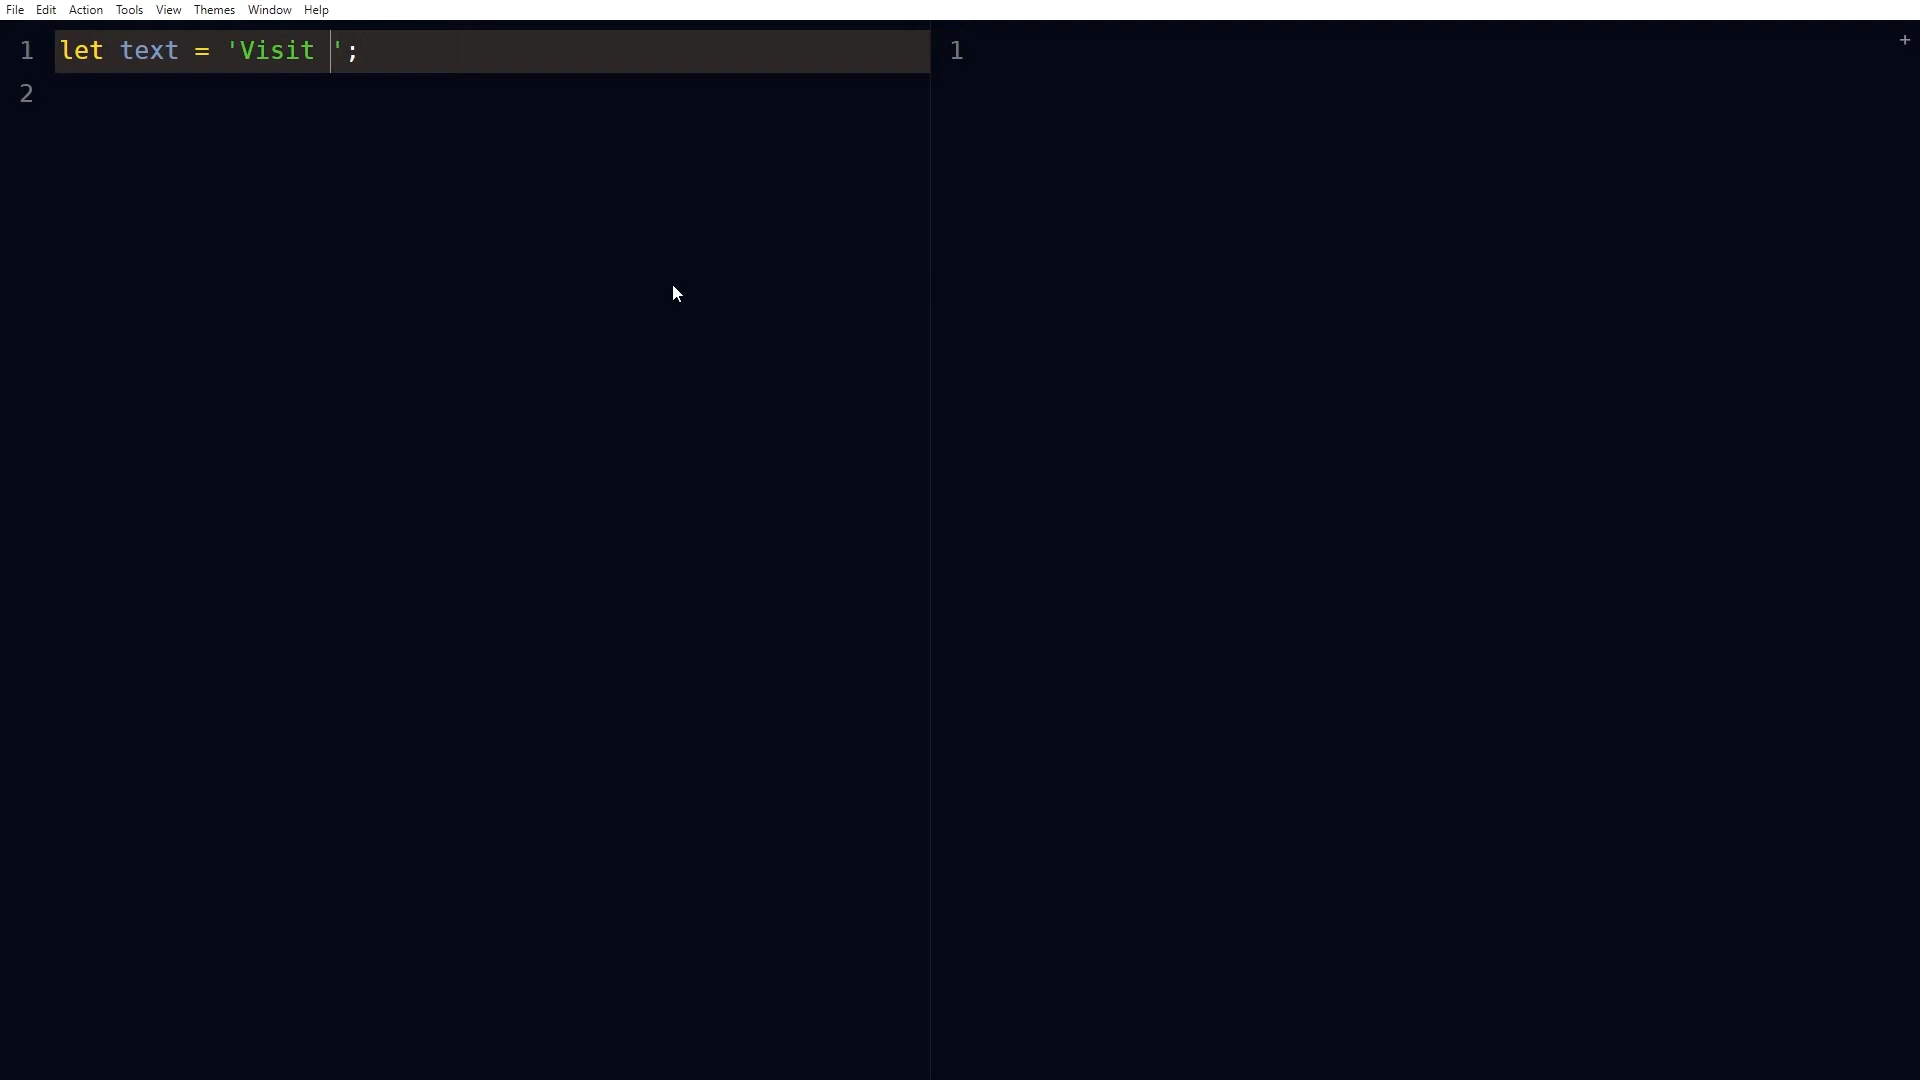 File Edit Action Tools View Themes Window Help
1 let text = 'Visit ';
2
1
+